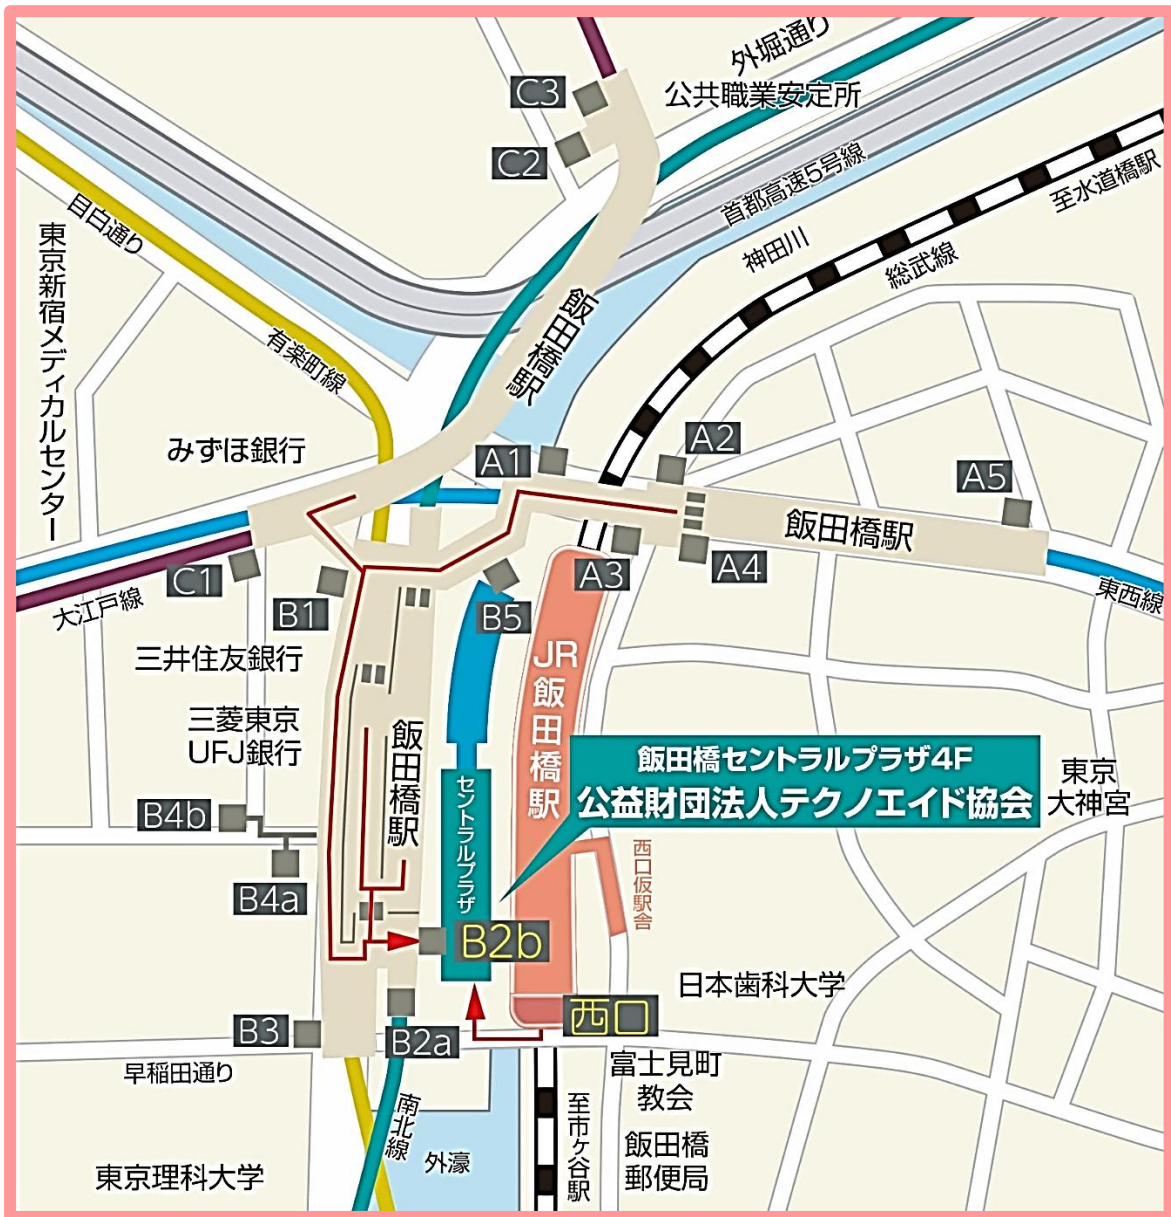 外堀通り
C3
公共職業安定所
C2
首都高速5号線
至水道橋駅
目白通り
神田川
総武線
東京新宿メディカルセンター
有楽町線
飯田橋駅
みずほ銀行
A1
A2
A5
飯田橋駅
C1
大江戸線
B1
B5
A3
A4
東西線
三井住友銀行
JR飯田橋駅
三菱東京
UFJ銀行
飯田橋駅
飯田橋セントラルプラザ4F
公益財団法人テクノエイド協会
東京
大神宮
セントラルプラザ
B4b
B4a
西口仮駅舎
B2b
日本歯科大学
西口
B3
B2a
早稲田通り
富士見町
教会
南北線
至市ヶ谷駅
飯田橋
郵便局
外濠
東京理科大学